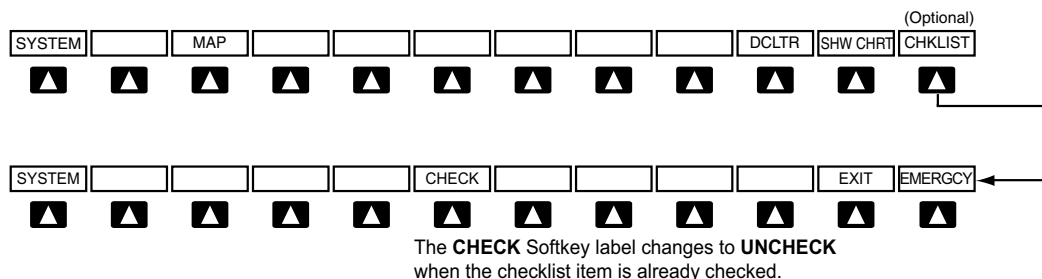 (Optional)
SYSTEM MAP DCLTR SHW CHRT CHKLIST
SYSTEM CHECK EXIT EMERGCY
The CHECK Softkey label changes to UNCHECK
when the checklist item is already checked.